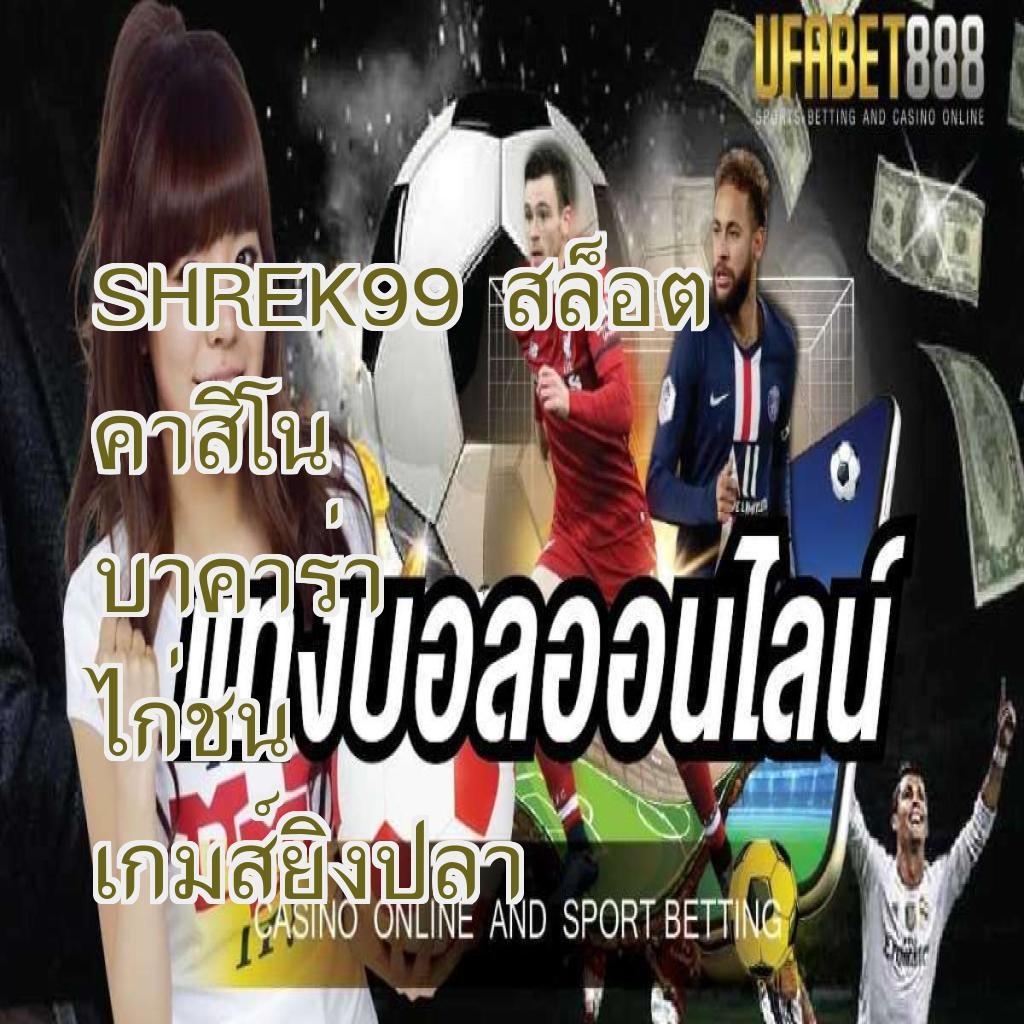 UFABET888
SPORTS BETTING AND CASINO ONLINE
SHREK99 สล็อต
คาสิโน
บาคาร่า
ไก่ชน
แทงบอลออนไลน์
เกมส์ยิงปลา
CASINO ONLINE AND SPORT BETTING
Fly
Emirates